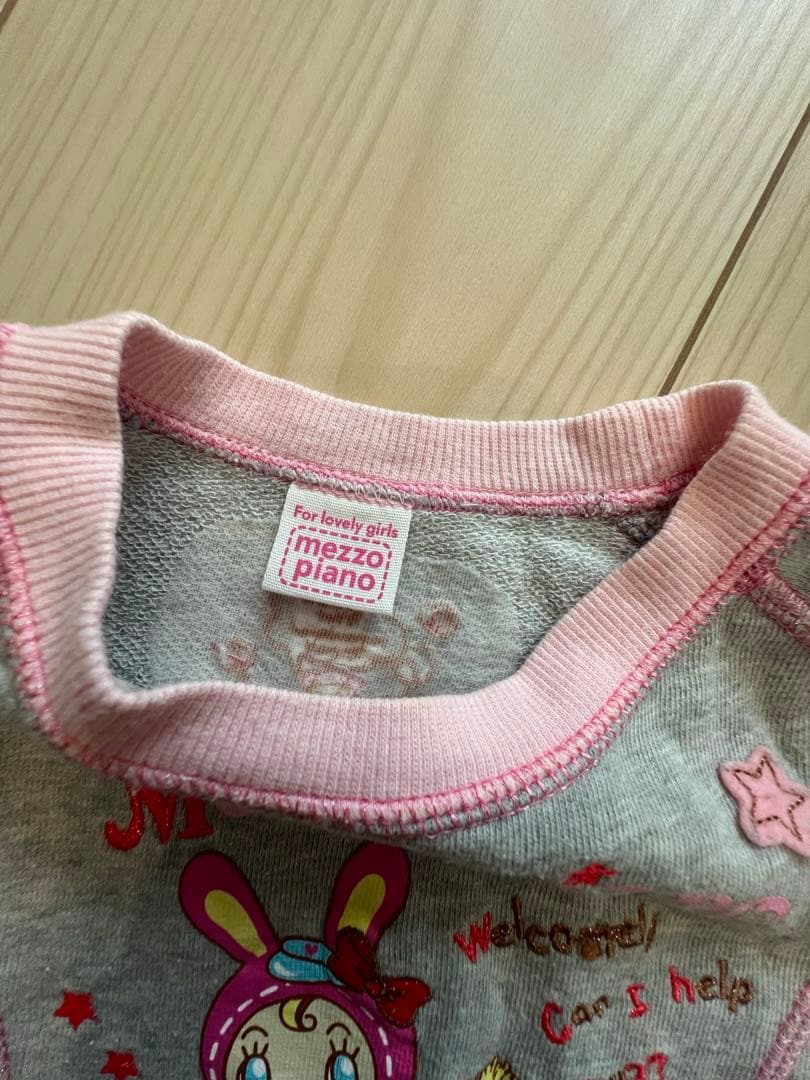 For lovely girls
mezzo
piano
M
Welcome!!
Can I help